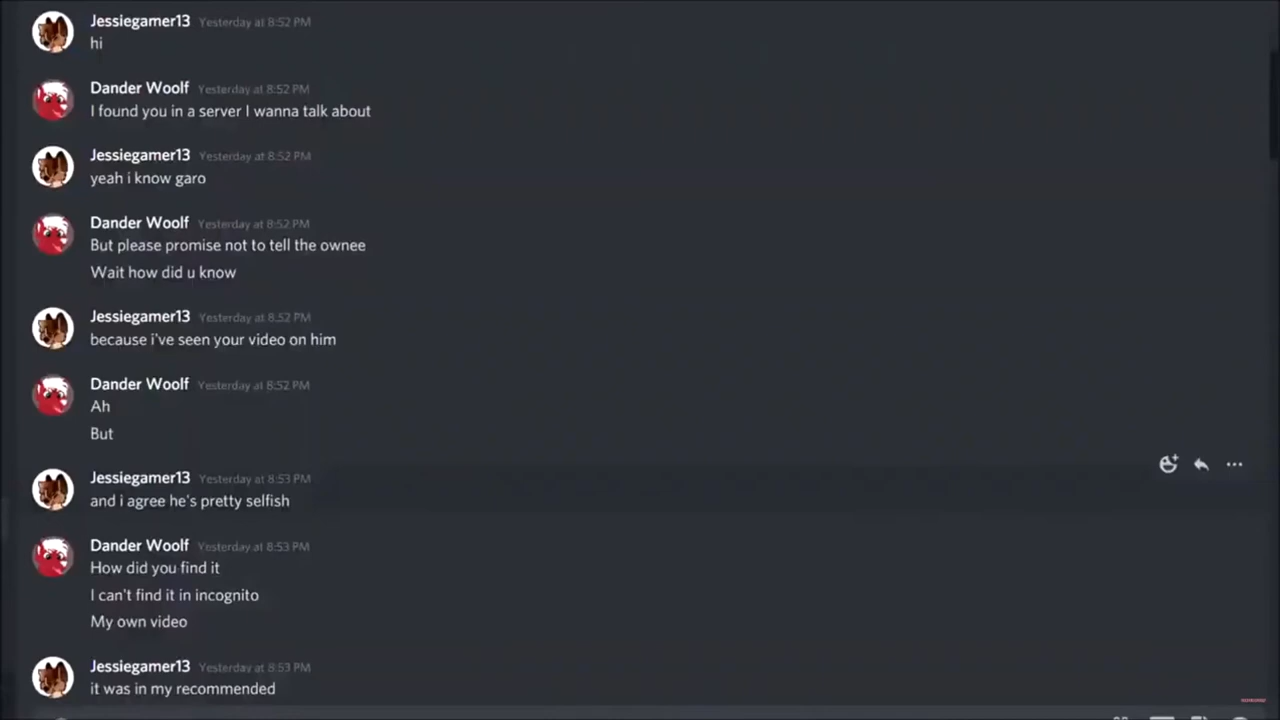 Jessiegamer13 Yesterday at 8:52 PM
hi
Dander Woolf Yesterday at 8:52 PM
I found you in a server I wanna talk about
Jessiegamer13 Yesterday at 8:52 PM
yeah i know garo
Dander Woolf Yesterday at 8:52 PM
But please promise not to tell the ownee
Wait how did u know
Jessiegamer13 Yesterday at 8:52 PM
because i've seen your video on him
Dander Woolf Yesterday at 8:52 PM
Ah
But
Jessiegamer13 Yesterday at 8:53 PM
and i agree he's pretty selfish
Dander Woolf Yesterday at 8:53 PM
How did you find it
I can't find it in incognito
My own video
Jessiegamer13 Yesterday at 8:53 PM
it was in my recommended